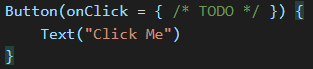 Button(onClick = { /* TODO */ }) {
    Text("Click Me")
}